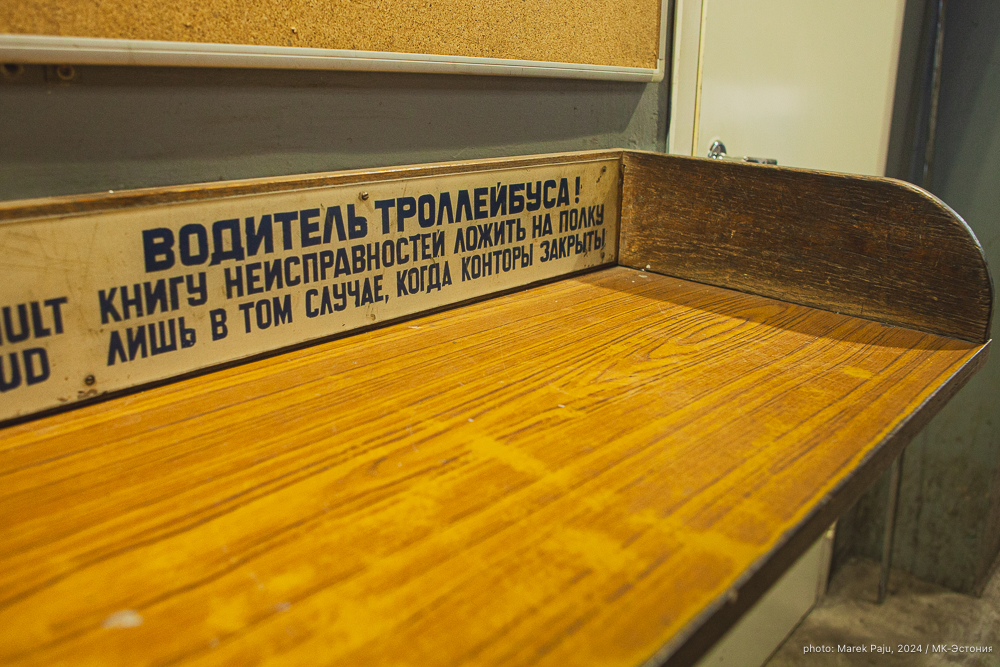 ВОДИТЕЛЬ ТРОЛЛЕЙБУСА!
КНИГУ НЕИСПРАВНОСТЕЙ ЛОЖИТЬ НА ПОЛКУ
ЛИШЬ В ТОМ СЛУЧАЕ, КОГДА КОНТОРЫ ЗАКРЫТЫ!
ULT
UD
photo: Marek Paju, 2024 / МК-Эстония